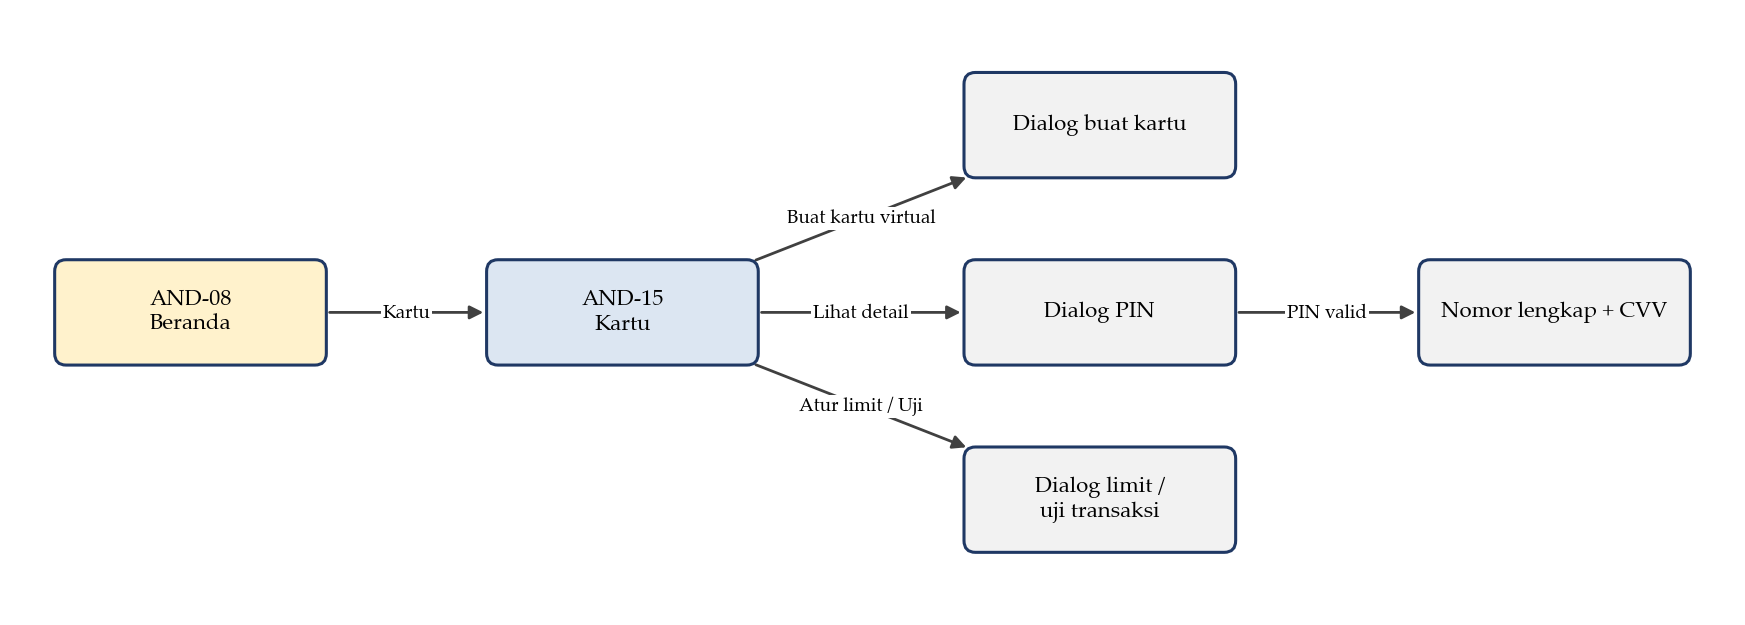 Dialog buat kartu
Buat kartu virtual
AND-08
Beranda
Kartu
AND-15
Kartu
Lihat detail
Dialog PIN
PIN valid
Nomor lengkap + CVV
Atur limit / Uji
Dialog limit /
uji transaksi